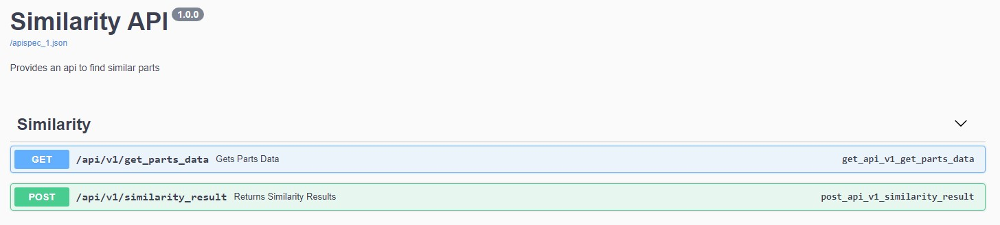 Similarity API 1.0.0
/apispec_1.json
Provides an api to find similar parts
Similarity
GET /api/v1/get_parts_data Gets Parts Data get_api_v1_get_parts_data
POST /api/v1/similarity_result Returns Similarity Results post_api_v1_similarity_result